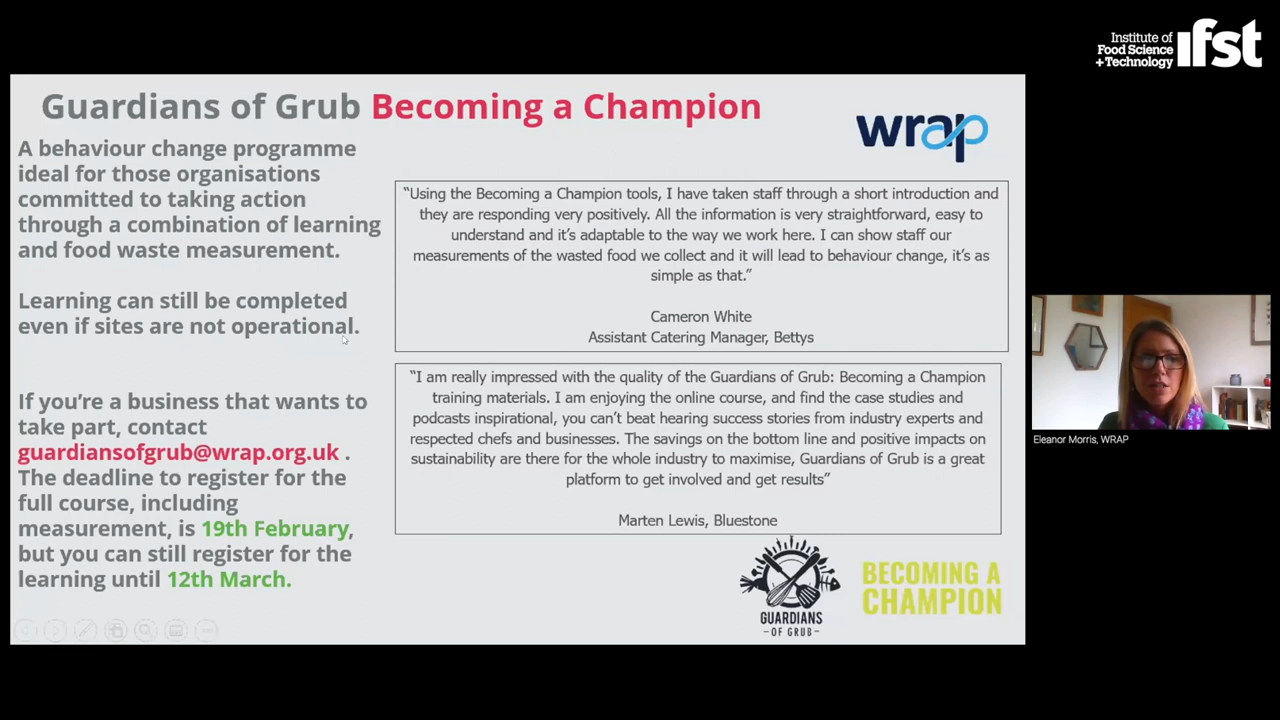 Institute of
Food Science
+Technology
ifst
Guardians of Grub Becoming a Champion
wrap
A behaviour change programme
ideal for those organisations
committed to taking action
through a combination of learning
and food waste measurement.
Learning can still be completed
even if sites are not operational.
If you're a business that wants to
take part, contact
guardiansofgrub@wrap.org.uk .
The deadline to register for the
full course, including
measurement, is 19th February,
but you can still register for the
learning until 12th March.
“Using the Becoming a Champion tools, I have taken staff through a short introduction and
they are responding very positively. All the information is very straightforward, easy to
understand and it’s adaptable to the way we work here. I can show staff our
measurements of the wasted food we collect and it will lead to behaviour change, it’s as
simple as that.”
Cameron White
Assistant Catering Manager, Bettys
“I am really impressed with the quality of the Guardians of Grub: Becoming a Champion
training materials. I am enjoying the online course, and find the case studies and
podcasts inspirational, you can’t beat hearing success stories from industry experts and
respected chefs and businesses. The savings on the bottom line and positive impacts on
sustainability are there for the whole industry to maximise, Guardians of Grub is a great
platform to get involved and get results”
Marten Lewis, Bluestone
GUARDIANS
-OF GRUB-
BECOMING A
CHAMPION
Eleanor Morris, WRAP